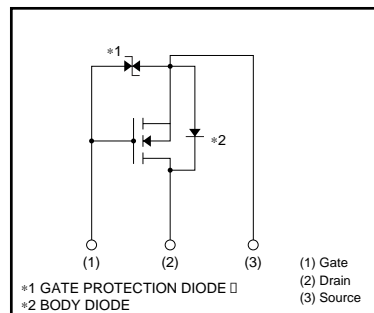 *1
*2
(1) (2) (3)
*1 GATE PROTECTION DIODE
*2 BODY DIODE
(1) Gate
(2) Drain
(3) Source